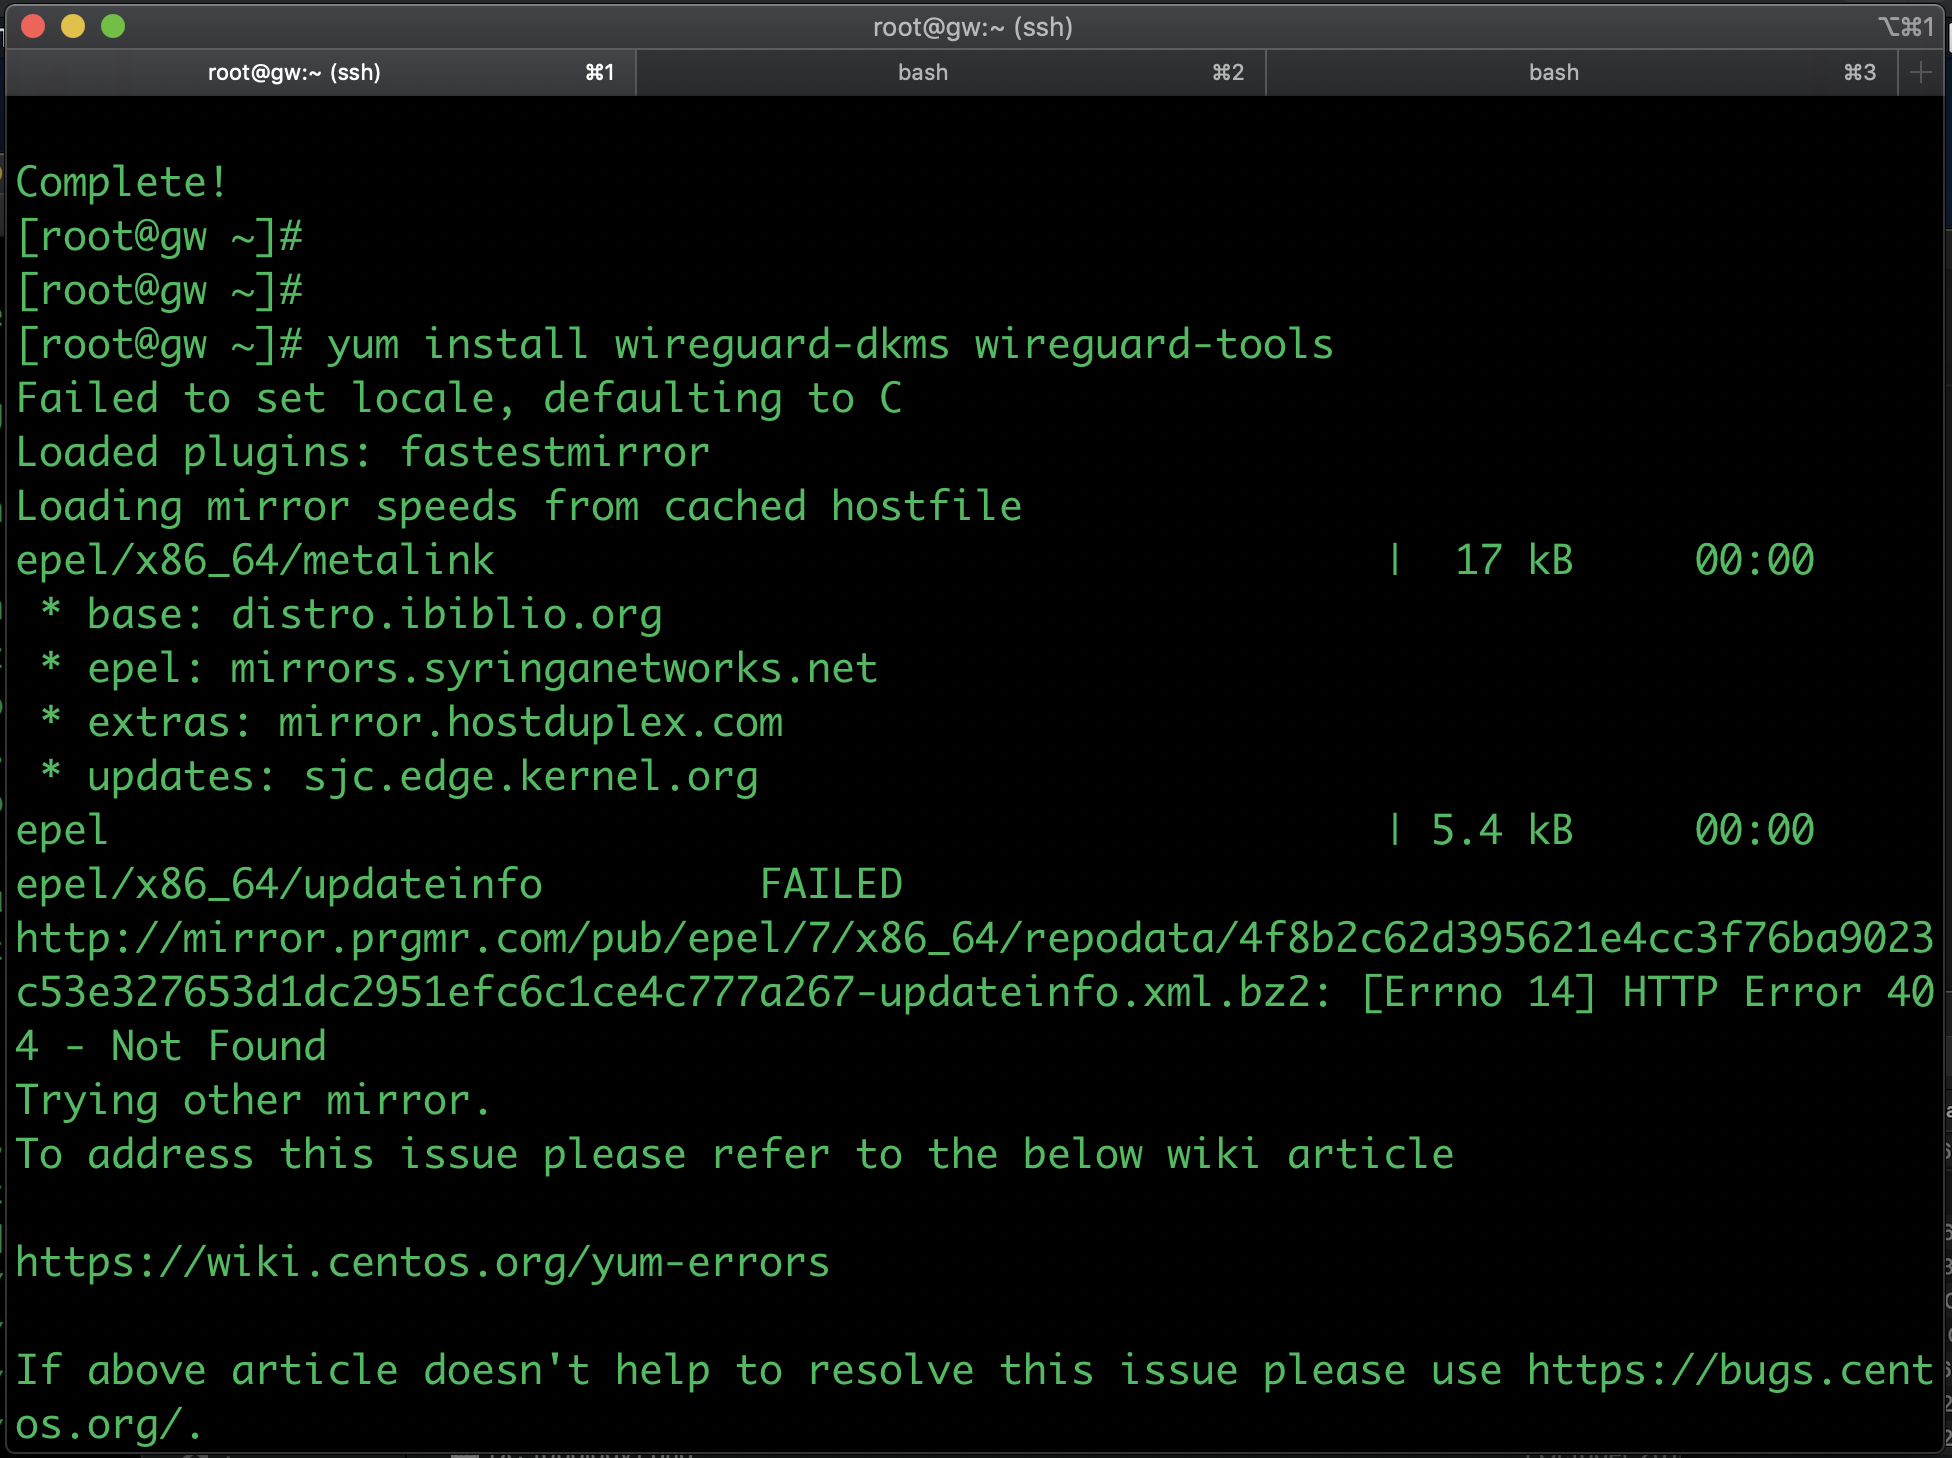 root@gw:~ (ssh) ⌥⌘1
root@gw:~ (ssh) ⌘1 bash ⌘2 bash ⌘3 +
Complete!
[root@gw ~]#
[root@gw ~]#
[root@gw ~]# yum install wireguard-dkms wireguard-tools
Failed to set locale, defaulting to C
Loaded plugins: fastestmirror
Loading mirror speeds from cached hostfile
epel/x86_64/metalink | 17 kB 00:00
* base: distro.ibiblio.org
* epel: mirrors.syringanetworks.net
* extras: mirror.hostduplex.com
* updates: sjc.edge.kernel.org
epel | 5.4 kB 00:00
epel/x86_64/updateinfo FAILED
http://mirror.prgmr.com/pub/epel/7/x86_64/repodata/4f8b2c62d395621e4cc3f76ba9023
c53e327653d1dc2951efc6c1ce4c777a267-updateinfo.xml.bz2: [Errno 14] HTTP Error 40
4 - Not Found
Trying other mirror.
To address this issue please refer to the below wiki article
https://wiki.centos.org/yum-errors
If above article doesn't help to resolve this issue please use https://bugs.cent
os.org/.